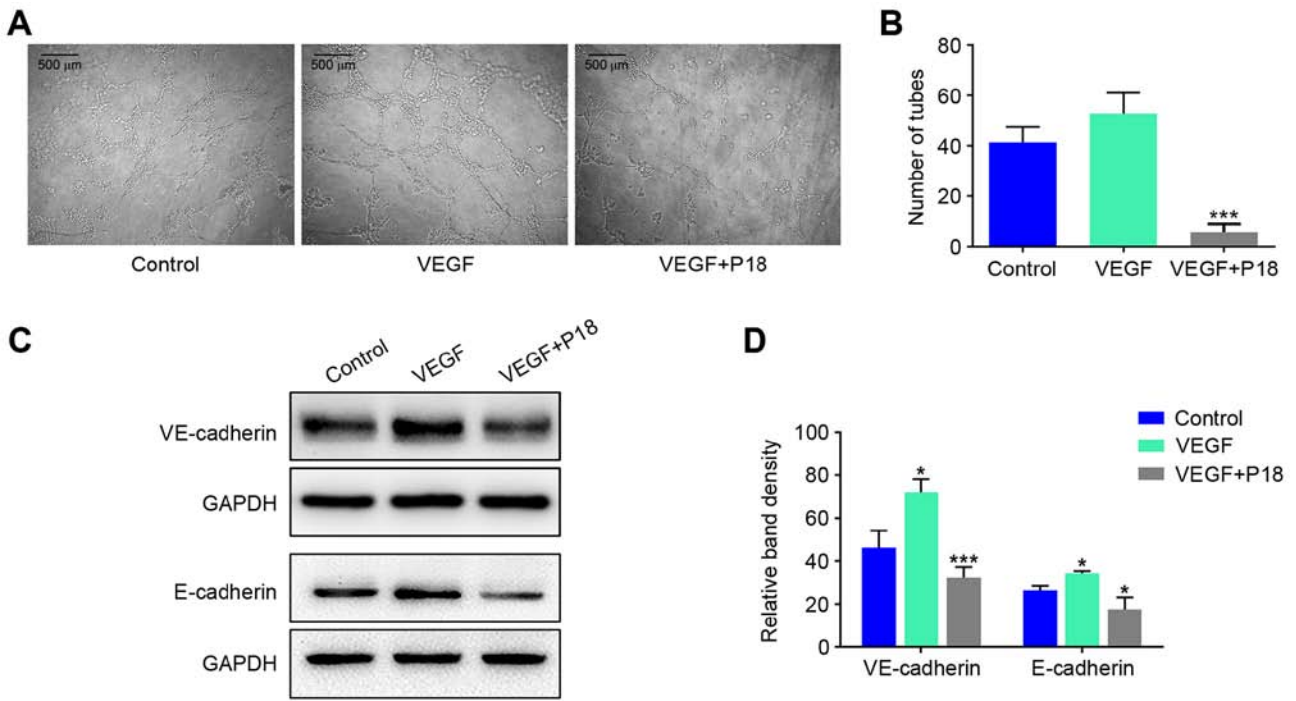 A
500 μm
500 μm
500 μm
Control
VEGF
VEGF+P18
B
Number of tubes
80
60
40
20
0
***
Control
VEGF
VEGF+P18
C
Control
VEGF
VEGF+P18
VE-cadherin
GAPDH
E-cadherin
GAPDH
D
Control
VEGF
VEGF+P18
Relative band density
100
80
60
40
20
0
*
***
*
*
VE-cadherin
E-cadherin